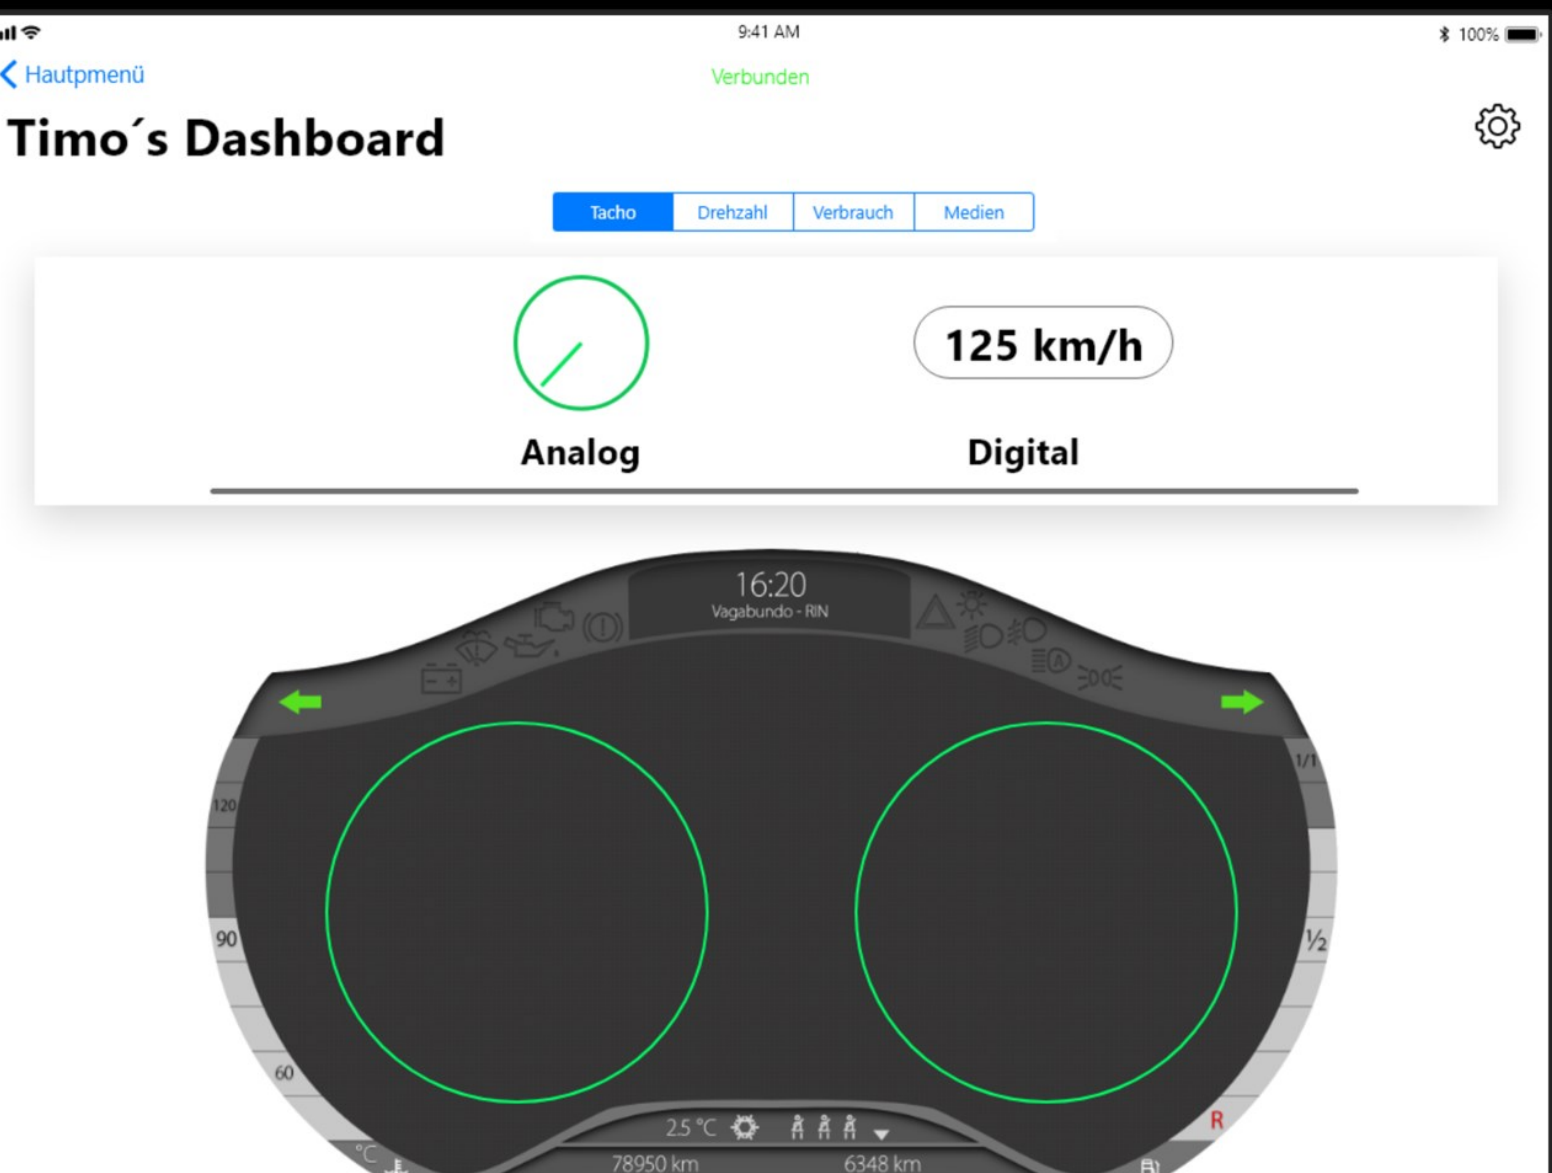 9:41 AM
100%
Hautpmenü
Verbunden
Timo´s Dashboard
Tacho Drehzahl Verbrauch Medien
125 km/h
Analog Digital
16:20
Vagabundo - RIN
1/1
120
90
½
60
R
2.5 °C
°C
78950 km 6348 km